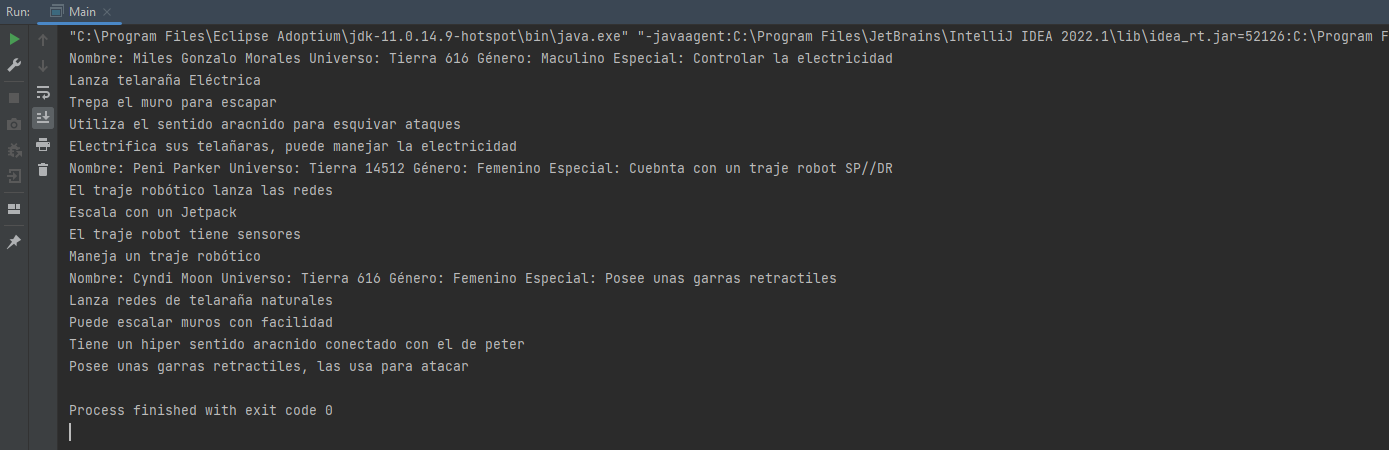 Run: Main
"C:\Program Files\Eclipse Adoptium\jdk-11.0.14.9-hotspot\bin\java.exe" "-javaagent:C:\Program Files\JetBrains\IntelliJ IDEA 2022.1\lib\idea_rt.jar=52126:C:\Program F
Nombre: Miles Gonzalo Morales Universo: Tierra 616 Género: Maculino Especial: Controlar la electricidad
Lanza telaraña Eléctrica
Trepa el muro para escapar
Utiliza el sentido aracnido para esquivar ataques
Electrifica sus telañaras, puede manejar la electricidad
Nombre: Peni Parker Universo: Tierra 14512 Género: Femenino Especial: Cuebnta con un traje robot SP//DR
El traje robótico lanza las redes
Escala con un Jetpack
El traje robot tiene sensores
Maneja un traje robótico
Nombre: Cyndi Moon Universo: Tierra 616 Género: Femenino Especial: Posee unas garras retractiles
Lanza redes de telaraña naturales
Puede escalar muros con facilidad
Tiene un hiper sentido aracnido conectado con el de peter
Posee unas garras retractiles, las usa para atacar
Process finished with exit code 0